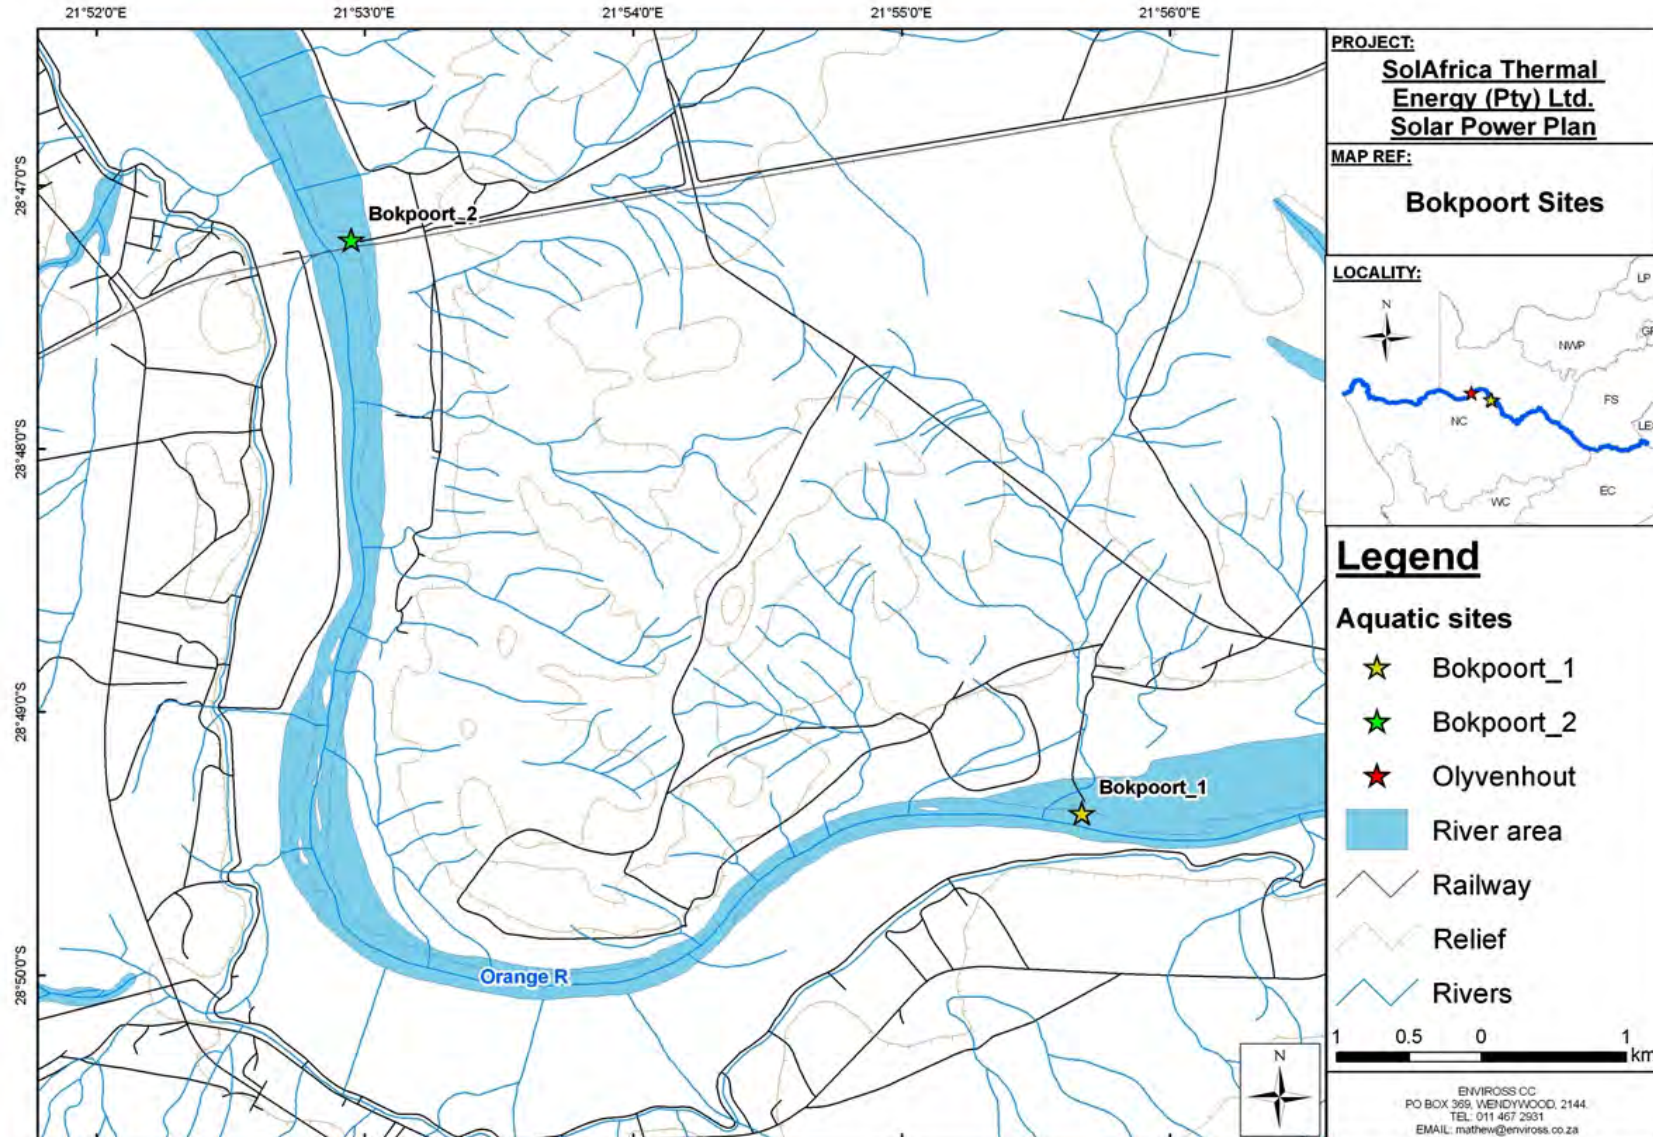 21°52'0"E
21°53'0"E
21°54'0"E
21°55'0"E
21°56'0"E
28°47'0"S
28°48'0"S
28°49'0"S
28°50'0"S
Bokpoort_2
Bokpoort_1
Orange R
N
PROJECT:
SolAfrica Thermal
Energy (Pty) Ltd.
Solar Power Plan
MAP REF:
Bokpoort Sites
LOCALITY:
N
LP
NWP
FS
NC
EC
WC
Legend
Aquatic sites
Bokpoort_1
Bokpoort_2
Olyvenhout
River area
Railway
Relief
Rivers
1 0.5 0 1
km
ENVIROSS CC
PO BOX 369, WENDYWOOD, 2144.
TEL: 011 467 2931
EMAIL: mathew@enviross.co.za